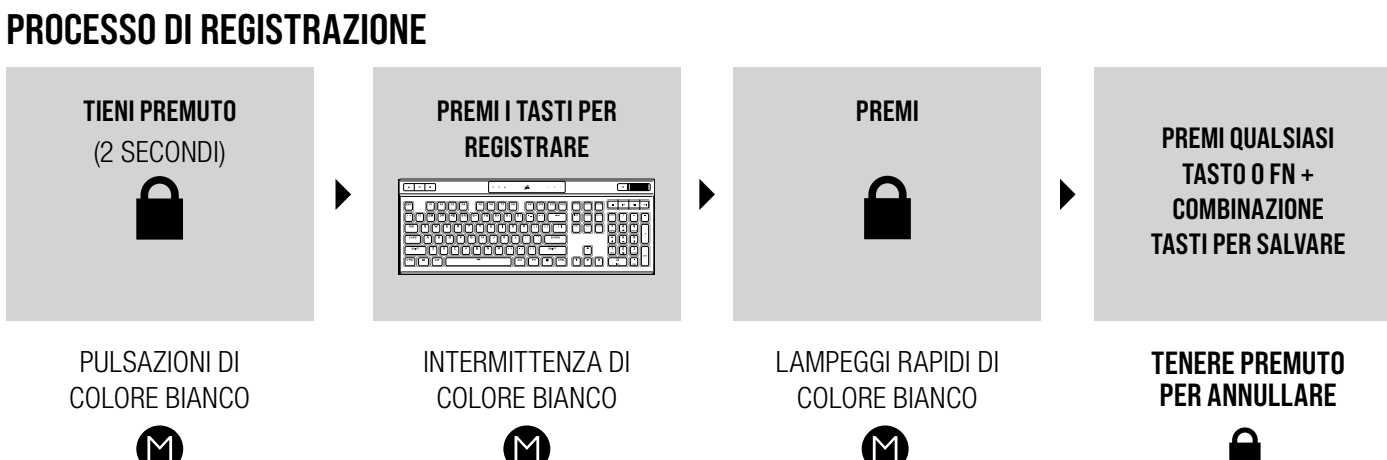 PROCESSO DI REGISTRAZIONE
TIENI PREMUTO
(2 SECONDI)
PREMI I TASTI PER
REGISTRARE
PREMI
PREMI QUALSIASI
TASTO O FN +
COMBINAZIONE
TASTI PER SALVARE
PULSAZIONI DI
COLORE BIANCO
M
INTERMITTENZA DI
COLORE BIANCO
M
LAMPEGGI RAPIDI DI
COLORE BIANCO
M
TENERE PREMUTO
PER ANNULLARE